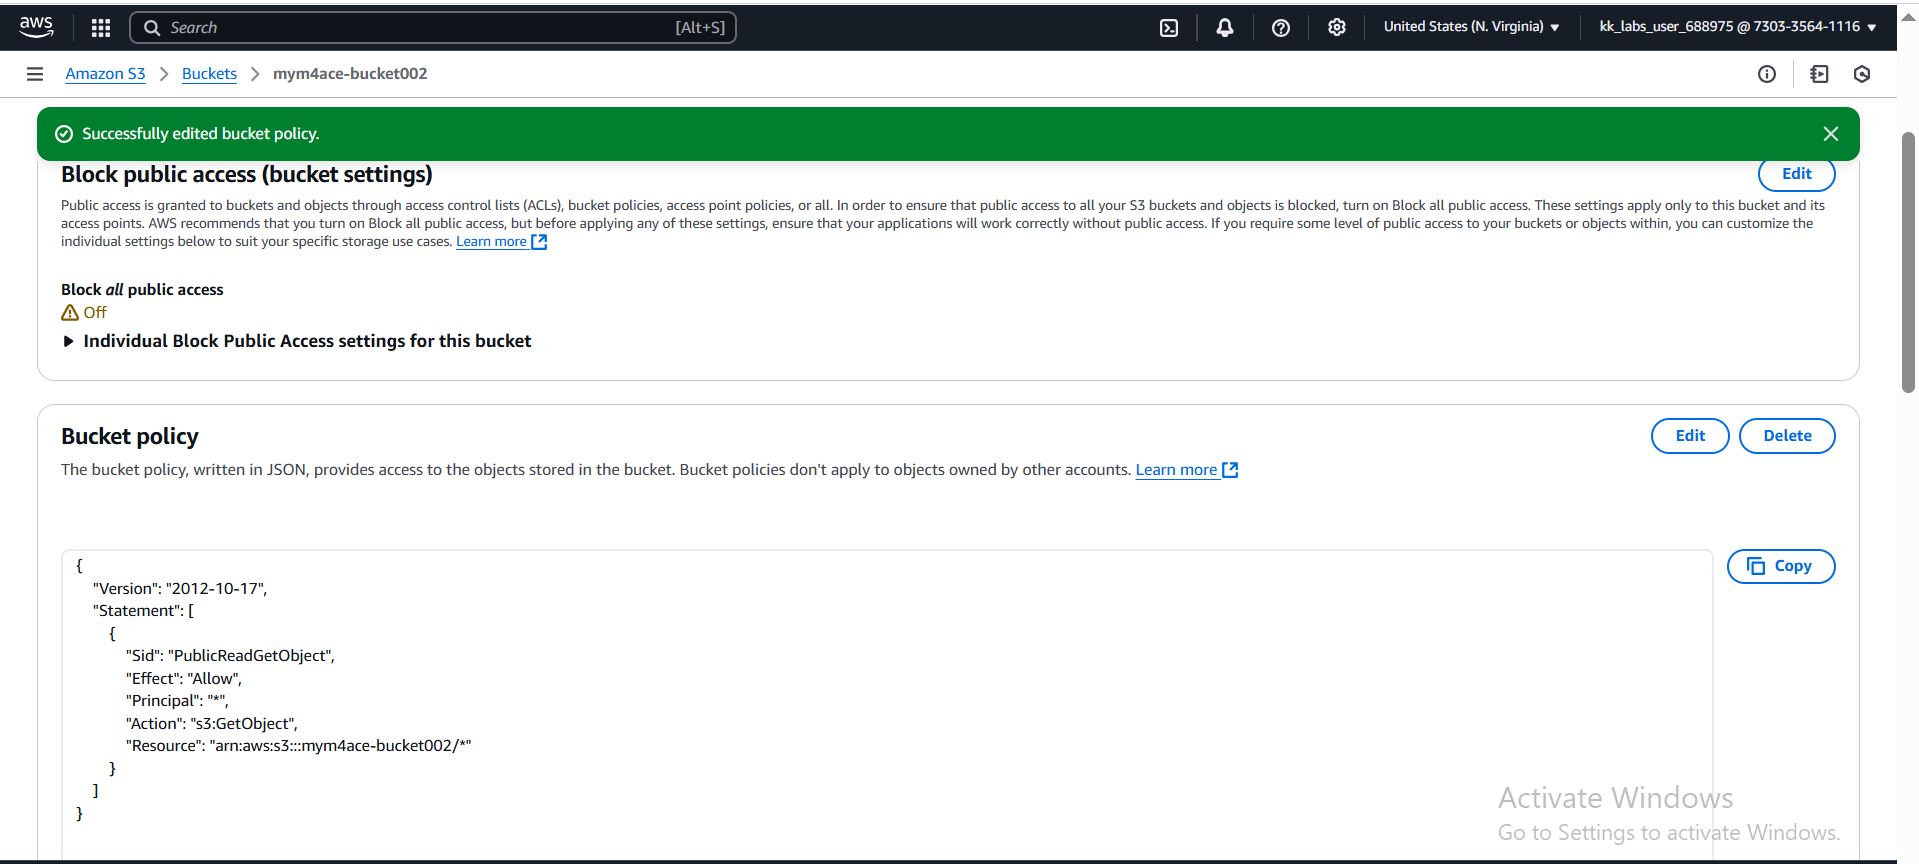 aws
Search [Alt+S]
United States (N. Virginia)
kk_labs_user_688975 @ 7303-3564-1116
Amazon S3 > Buckets > mym4ace-bucket002
Successfully edited bucket policy.
Block public access (bucket settings)
Edit
Public access is granted to buckets and objects through access control lists (ACLs), bucket policies, access point policies, or all. In order to ensure that public access to all your S3 buckets and objects is blocked, turn on Block all public access. These settings apply only to this bucket and its
access points. AWS recommends that you turn on Block all public access, but before applying any of these settings, ensure that your applications will work correctly without public access. If you require some level of public access to your buckets or objects within, you can customize the
individual settings below to suit your specific storage use cases. Learn more
Block all public access
Off
Individual Block Public Access settings for this bucket
Bucket policy
Edit
Delete
The bucket policy, written in JSON, provides access to the objects stored in the bucket. Bucket policies don't apply to objects owned by other accounts. Learn more
Copy
{
"Version": "2012-10-17",
"Statement": [
{
"Sid": "PublicReadGetObject",
"Effect": "Allow",
"Principal": "*",
"Action": "s3:GetObject",
"Resource": "arn:aws:s3:::mym4ace-bucket002/*"
}
]
}
Activate Windows
Go to Settings to activate Windows.